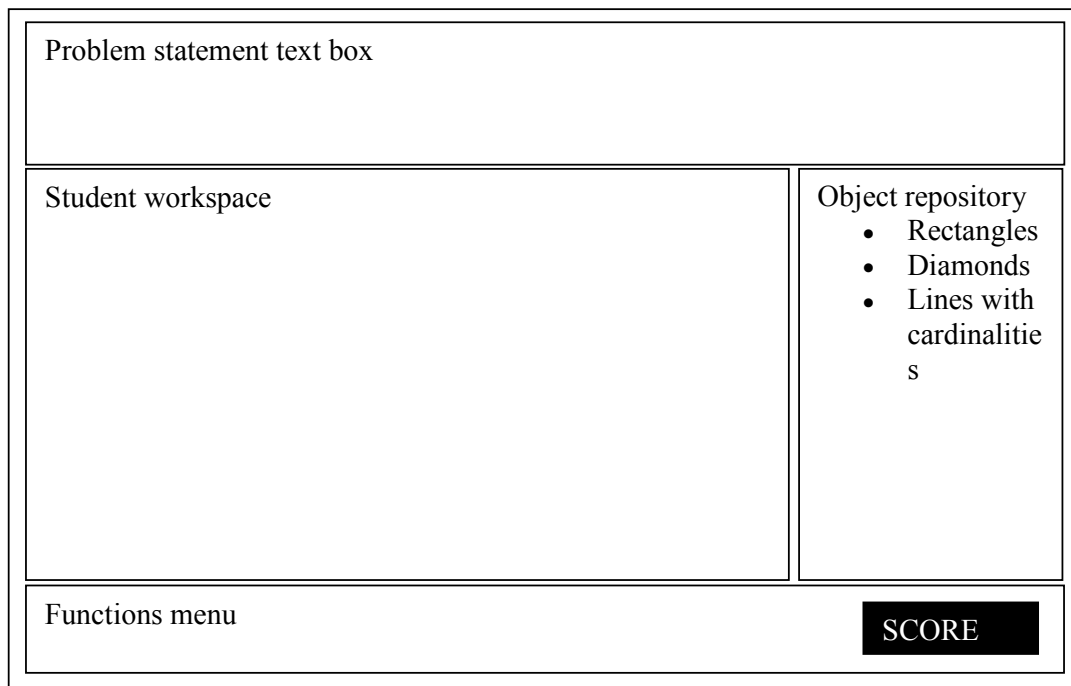 Problem statement text box
Student workspace
Object repository
• Rectangles
• Diamonds
• Lines with
cardinalitie
s
Functions menu
SCORE